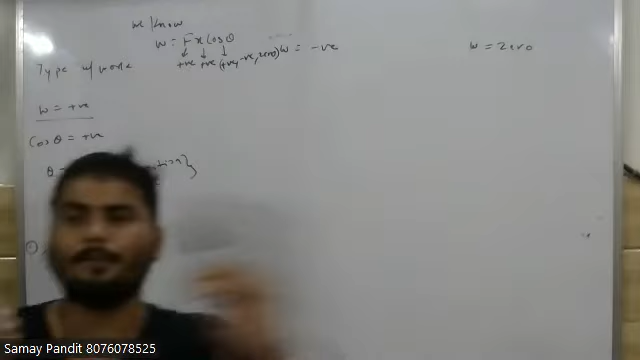 we know
W = F x Cos θ
+ve +ve (+ve, -ve, zero)
Type of work
W = -ve
W = Zero
W = +ve
Cos θ = +ve
θ =
①
Samay Pandit 8076078525